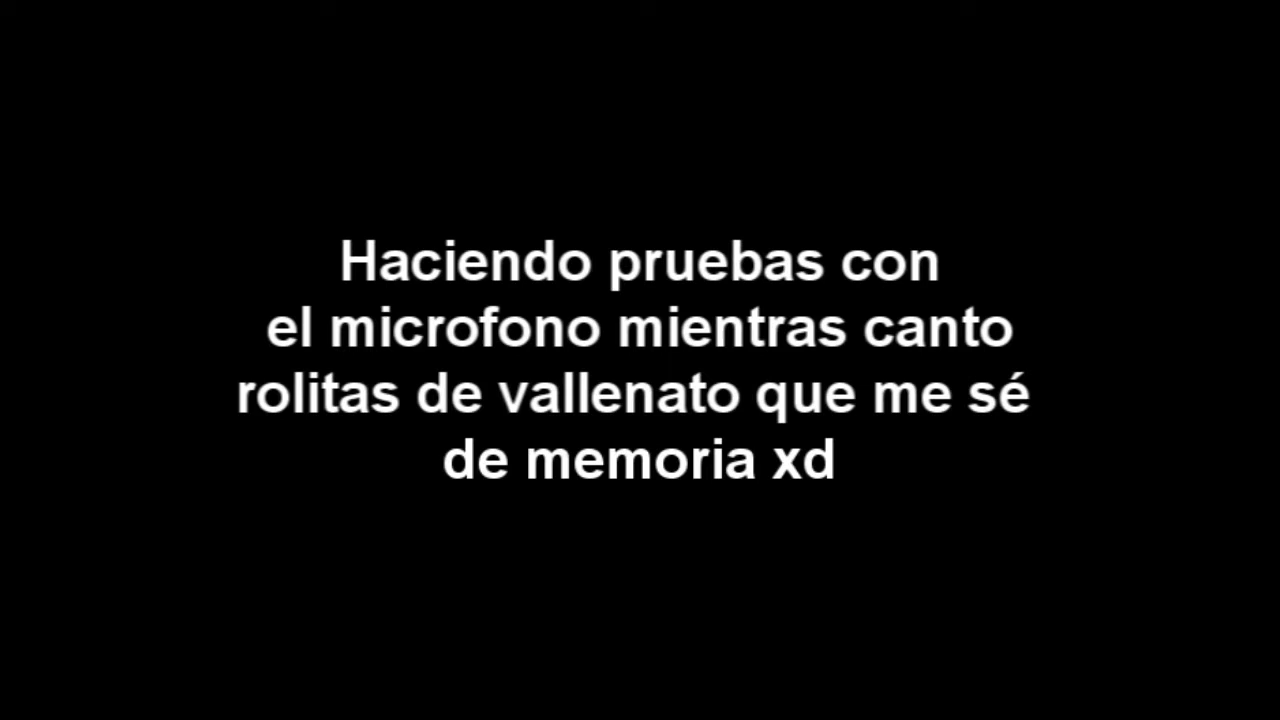 Haciendo pruebas con
el microfono mientras canto
rolitas de vallenato que me sé
de memoria xd